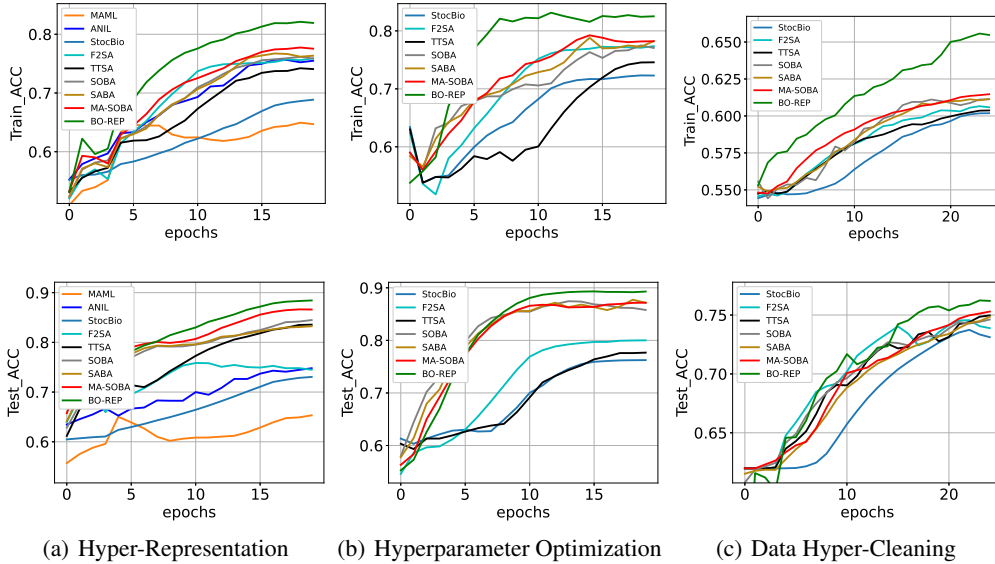 Train_ACC
0.8
0.7
0.6
MAML
ANIL
StocBio
F2SA
TTSA
SOBA
SABA
MA-SOBA
BO-REP
0 5 10 15
epochs
Train_ACC
0.8
0.7
0.6
StocBio
F2SA
TTSA
SOBA
SABA
MA-SOBA
BO-REP
0 5 10 15
epochs
Train_ACC
0.650
0.625
0.600
0.575
0.550
StocBio
F2SA
TTSA
SOBA
SABA
MA-SOBA
BO-REP
0 10 20
epochs
Test_ACC
0.9
0.8
0.7
0.6
MAML
ANIL
StocBio
F2SA
TTSA
SOBA
SABA
MA-SOBA
BO-REP
0 5 10 15
epochs
Test_ACC
0.9
0.8
0.7
0.6
StocBio
F2SA
TTSA
SOBA
SABA
MA-SOBA
BO-REP
0 5 10 15
epochs
Test_ACC
0.75
0.70
0.65
StocBio
F2SA
TTSA
SOBA
SABA
MA-SOBA
BO-REP
0 10 20
epochs
(a) Hyper-Representation
(b) Hyperparameter Optimization
(c) Data Hyper-Cleaning